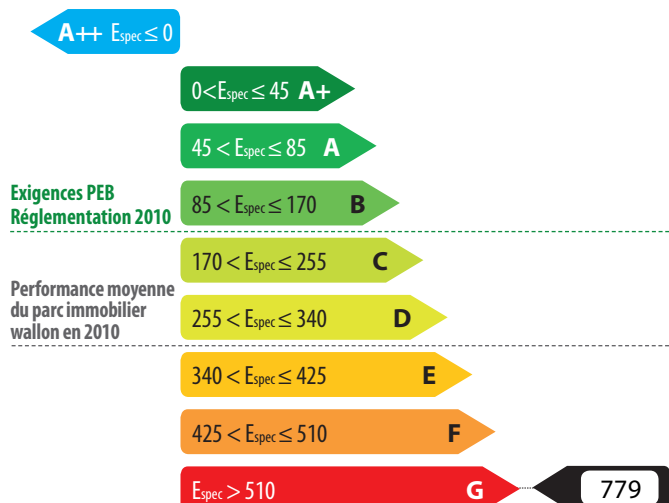 A++ Espec ≤ 0
0<Espec ≤ 45 A+
45 < Espec ≤ 85 A
Exigences PEB
Réglementation 2010
85 < Espec ≤ 170 B
170 < Espec ≤ 255 C
Performance moyenne
du parc immobilier
wallon en 2010
255 < Espec ≤ 340 D
340 < Espec ≤ 425 E
425 < Espec ≤ 510 F
Espec > 510 G 779